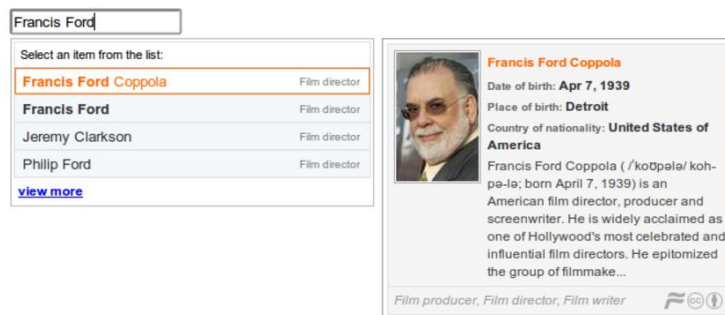 Francis Ford
Select an item from the list:
Francis Ford Coppola Film director
Francis Ford Film director
Jeremy Clarkson Film director
Philip Ford Film director
view more
Francis Ford Coppola
Date of birth: Apr 7, 1939
Place of birth: Detroit
Country of nationality: United States of
America
Francis Ford Coppola ( /ˈkoʊpələ/ koh-
pə-lə; born April 7, 1939) is an
American film director, producer and
screenwriter. He is widely acclaimed as
one of Hollywood's most celebrated and
influential film directors. He epitomized
the group of filmmake...
Film producer, Film director, Film writer cc